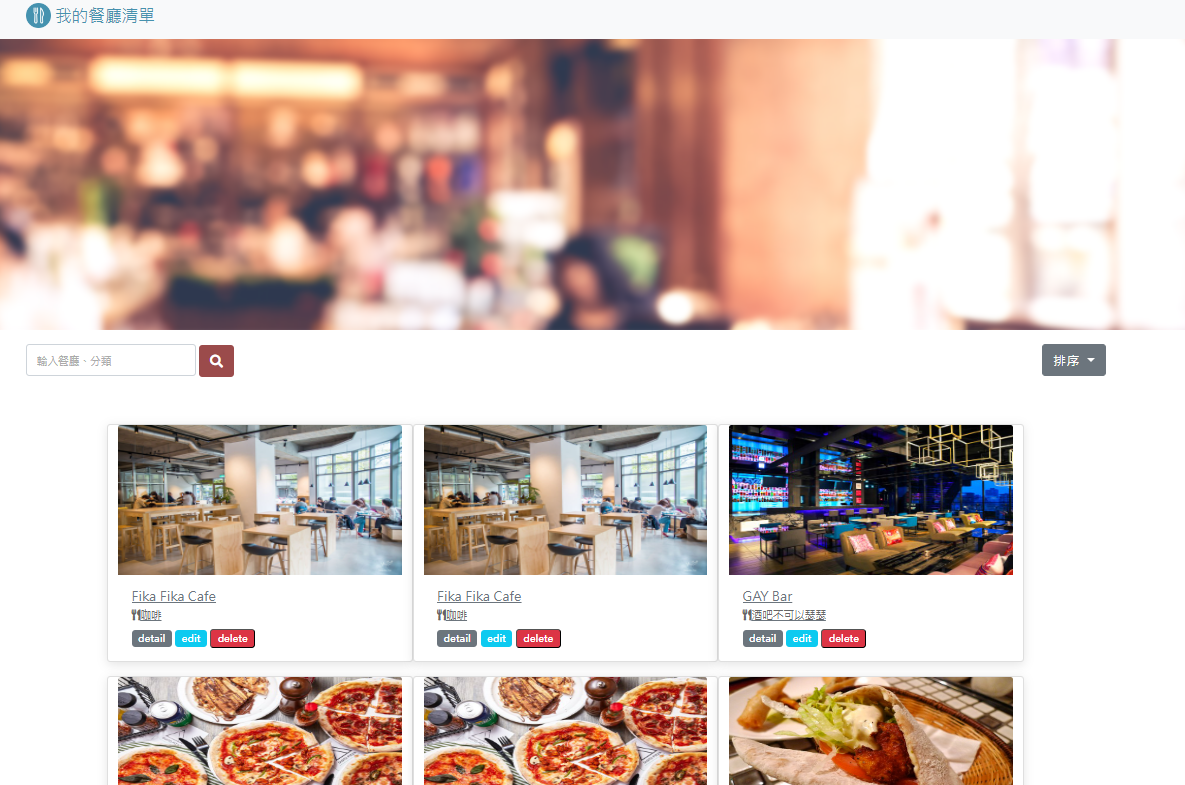 我的餐廳清單
輸入餐廳、分類
排序
Fika Fika Cafe
咖啡
detail edit delete
Fika Fika Cafe
咖啡
detail edit delete
GAY Bar
酒吧不可以瑟瑟
detail edit delete